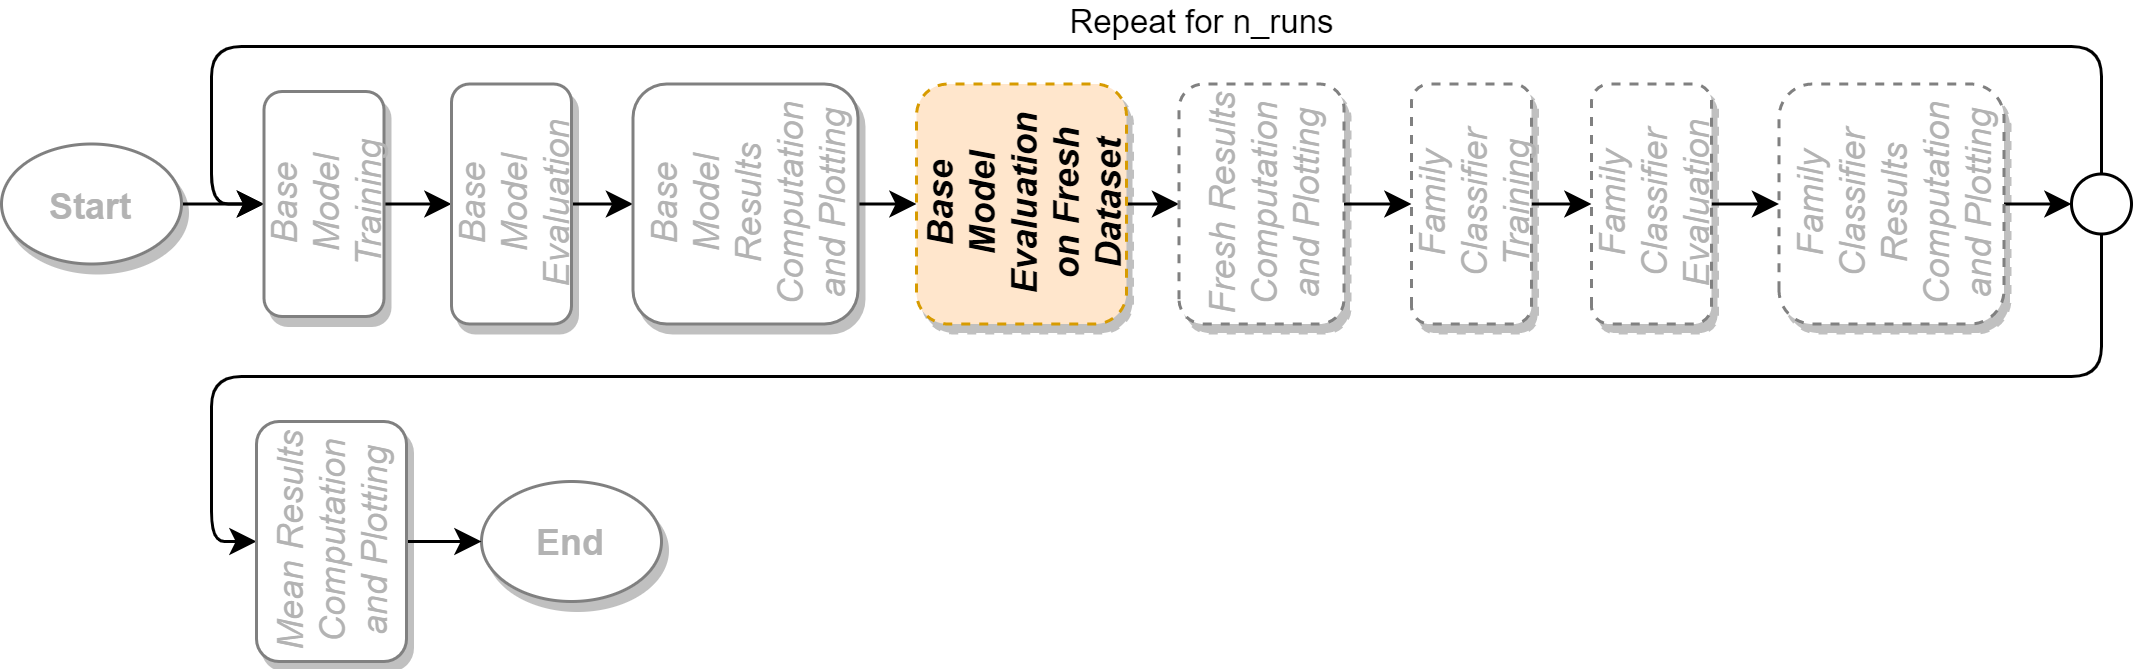 Repeat for n_runs
Start
Base
Model
Training
Base
Model
Evaluation
Base
Model
Results
Computation
and Plotting
Base
Model
Evaluation
on Fresh
Dataset
Fresh Results
Computation
and Plotting
Family
Classifier
Training
Family
Classifier
Evaluation
Family
Classifier
Results
Computation
and Plotting
Mean Results
Computation
and Plotting
End